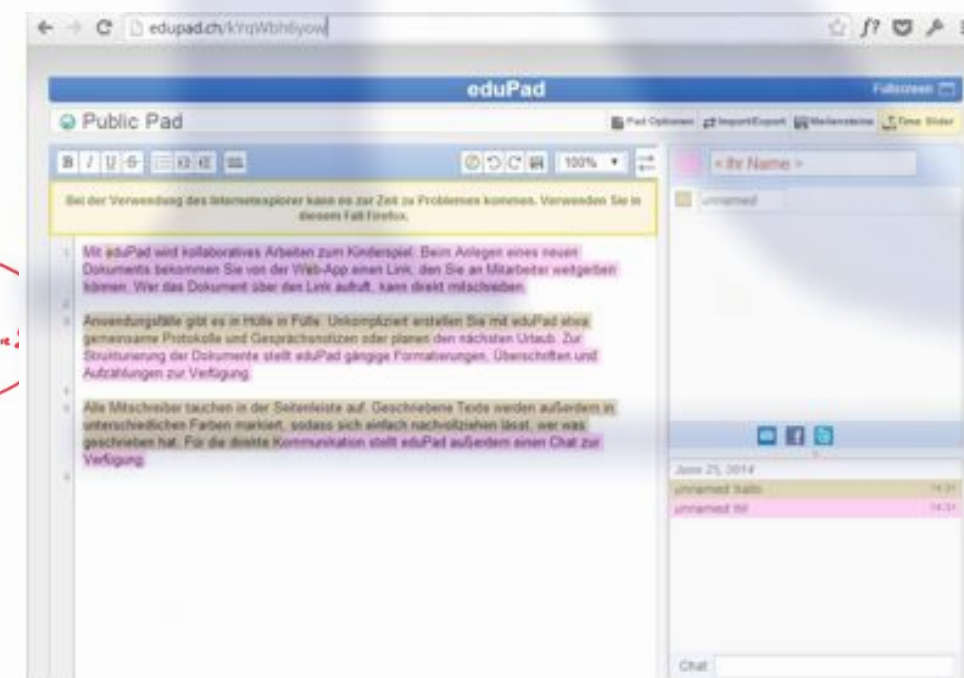 edupad.ch/kYqWbh6yow
eduPad
Fullscreen
Public Pad
Pad Optionen Import/Export Meilensteine Time Slider
B I U S 100%
< Ihr Name >
unnamed
Bei der Verwendung des Internetexplorer kann es zur Zeit zu Problemen kommen. Verwenden Sie in
diesem Fall Firefox.
Mit eduPad wird kollaboratives Arbeiten zum Kinderspiel. Beim Anlegen eines neuen
Dokuments bekommen Sie von der Web-App einen Link, den Sie an Mitarbeiter weitgerben
können. Wer das Dokument über den Link aufruft, kann direkt mitschreiben.
Anwendungsfälle gibt es in Hülle in Fülle. Unkompliziert erstellen Sie mit eduPad etwa
gemeinsame Protokolle und Gesprächsnotizen oder planen den nächsten Urlaub. Zur
Strukturierung der Dokumente stellt eduPad gängige Formatierungen, Überschriften und
Aufzählungen zur Verfügung.
Alle Mitschreiber tauchen in der Seitenleiste auf. Geschriebene Texte werden außerdem in
unterschiedlichen Farben markiert, sodass sich einfach nachvollziehen lässt, wer was
geschrieben hat. Für die direkte Kommunikation stellt eduPad außerdem einen Chat zur
Verfügung.
June 25, 2014
unnamed hallo 14:31
unnamed 14:31
Chat